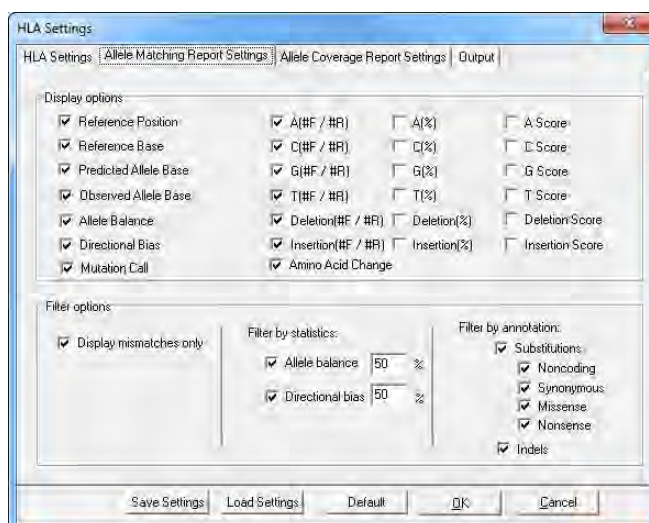 HLA Settings
HLA Settings Allele Matching Report Settings Allele Coverage Report Settings Output
Display options
Reference Position A(#F / #R) A(%) A Score
Reference Base C(#F / #R) C(%) C Score
Predicted Allele Base G(#F / #R) G(%) G Score
Observed Allele Base T(#F / #R) T(%) T Score
Allele Balance Deletion(#F / #R) Deletion(%) Deletion Score
Directional Bias Insertion(#F / #R) Insertion(%) Insertion Score
Mutation Call Amino Acid Change
Filter options
Display mismatches only
Filter by statistics:
Allele balance 50 %
Directional bias 50 %
Filter by annotation:
Substitutions
Noncoding
Synonymous
Missense
Nonsense
Indels
Save Settings Load Settings Default OK Cancel